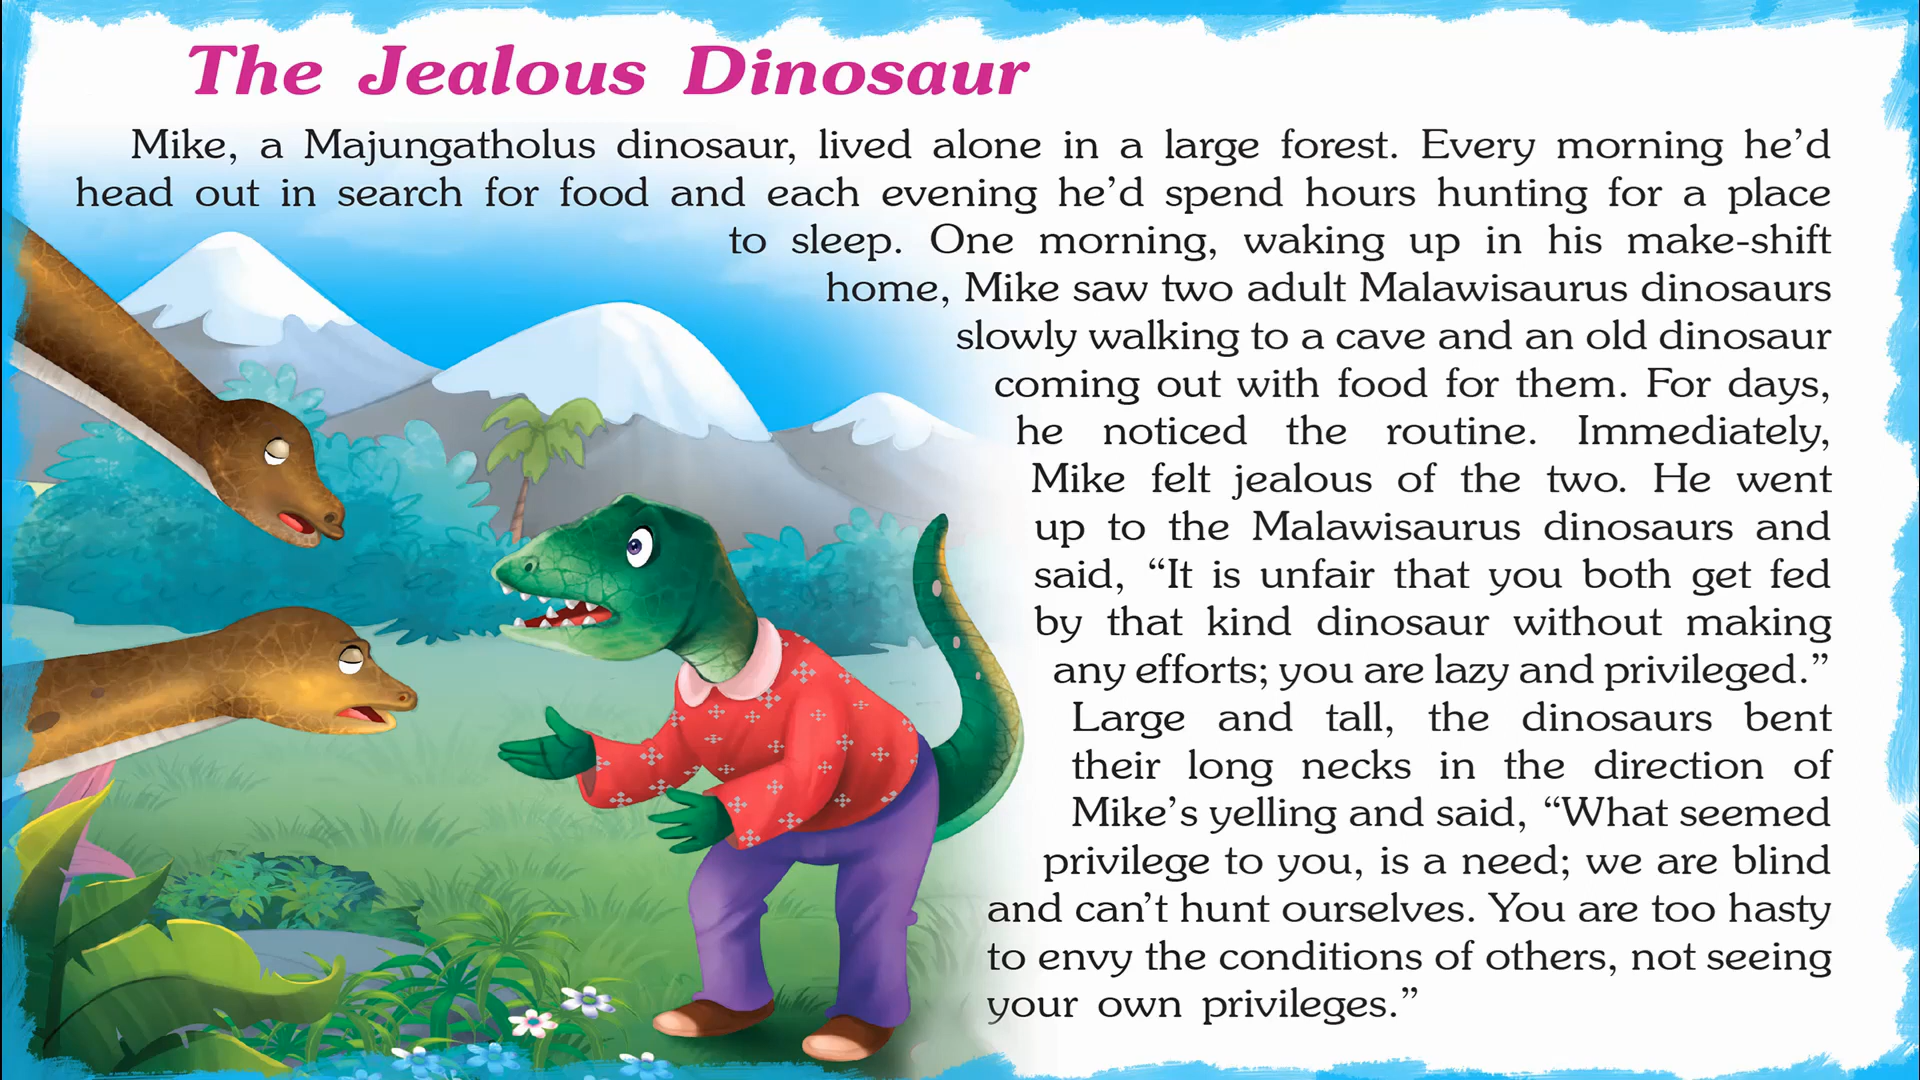 The Jealous Dinosaur
Mike, a Majungatholus dinosaur, lived alone in a large forest. Every morning he’d
head out in search for food and each evening he’d spend hours hunting for a place
to sleep. One morning, waking up in his make-shift
home, Mike saw two adult Malawisaurus dinosaurs
slowly walking to a cave and an old dinosaur
coming out with food for them. For days,
he noticed the routine. Immediately,
Mike felt jealous of the two. He went
up to the Malawisaurus dinosaurs and
said, “It is unfair that you both get fed
by that kind dinosaur without making
any efforts; you are lazy and privileged.”
Large and tall, the dinosaurs bent
their long necks in the direction of
Mike’s yelling and said, “What seemed
privilege to you, is a need; we are blind
and can’t hunt ourselves. You are too hasty
to envy the conditions of others, not seeing
your own privileges.”